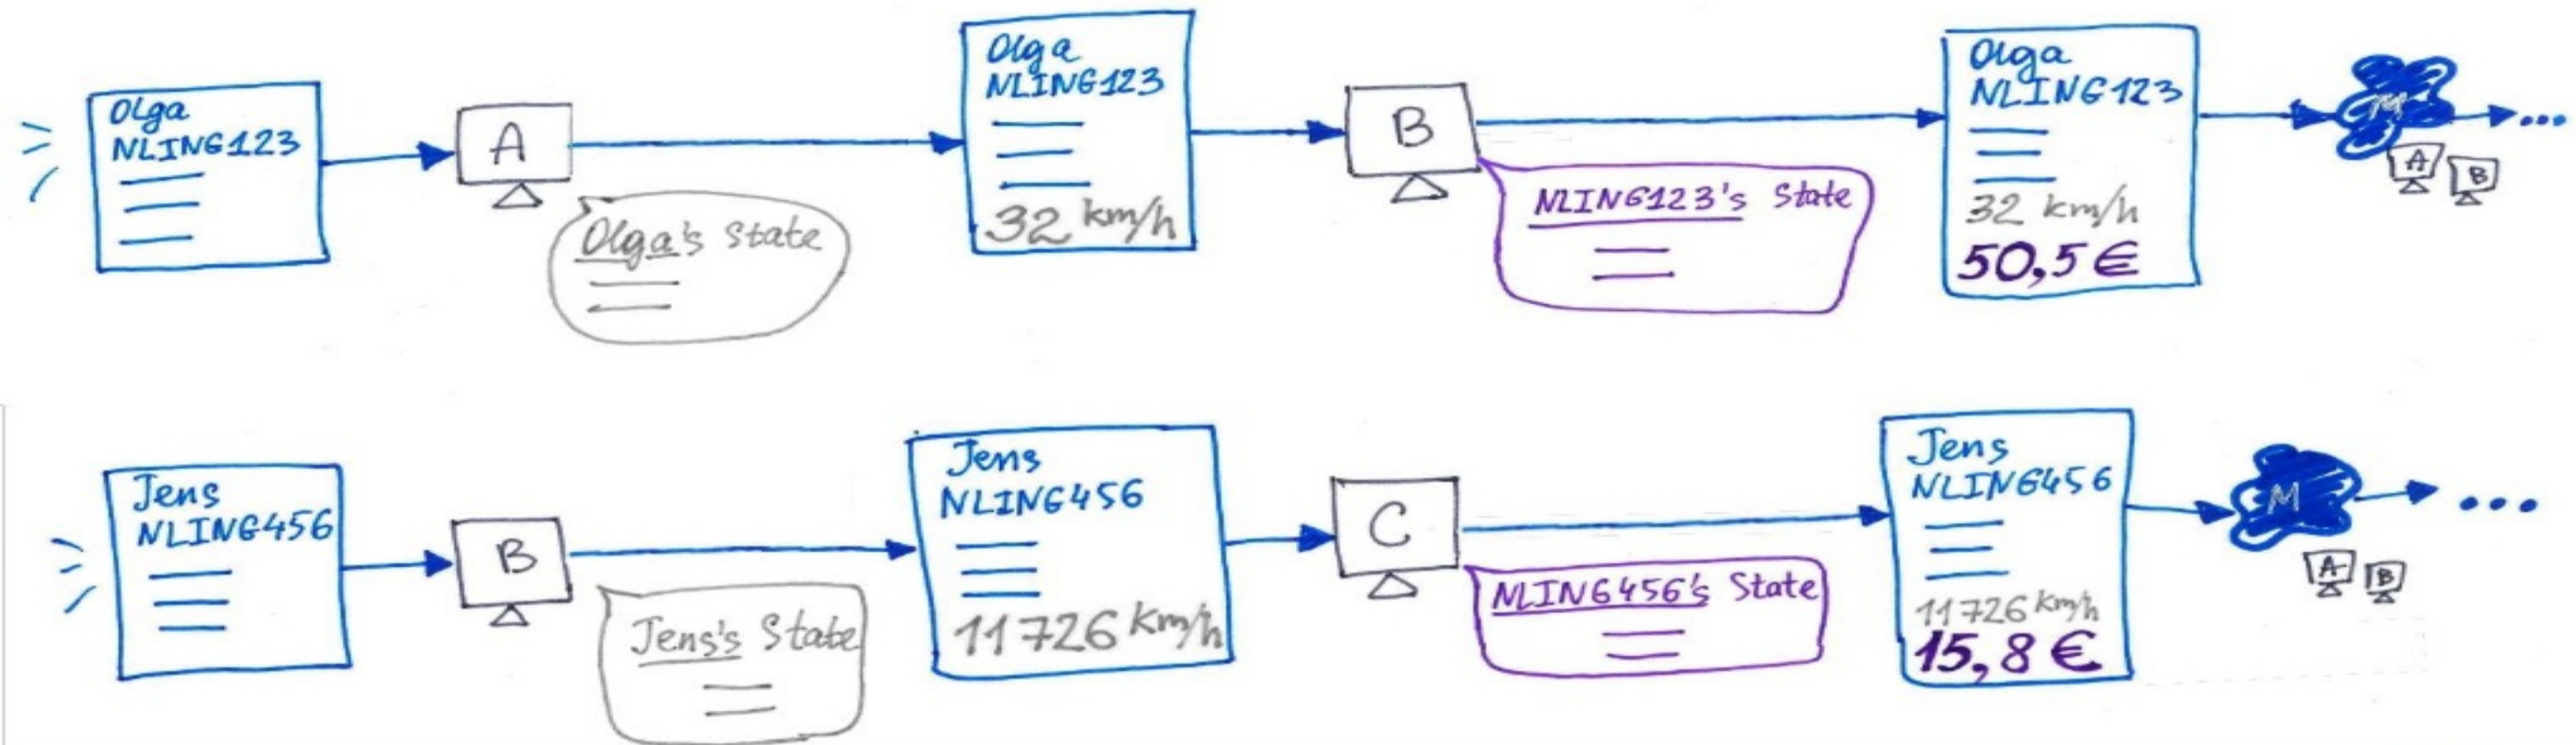 Olga
NLING123
A
Olga's State
Olga
NLING123
32 km/h
B
NLING123's State
Olga
NLING123
32 km/h
50,5 €
M
...
A
B
Jens
NLING456
B
Jens's State
Jens
NLING456
11726 km/h
C
NLING456's State
Jens
NLING456
11726 km/h
15,8 €
M
...
A
B